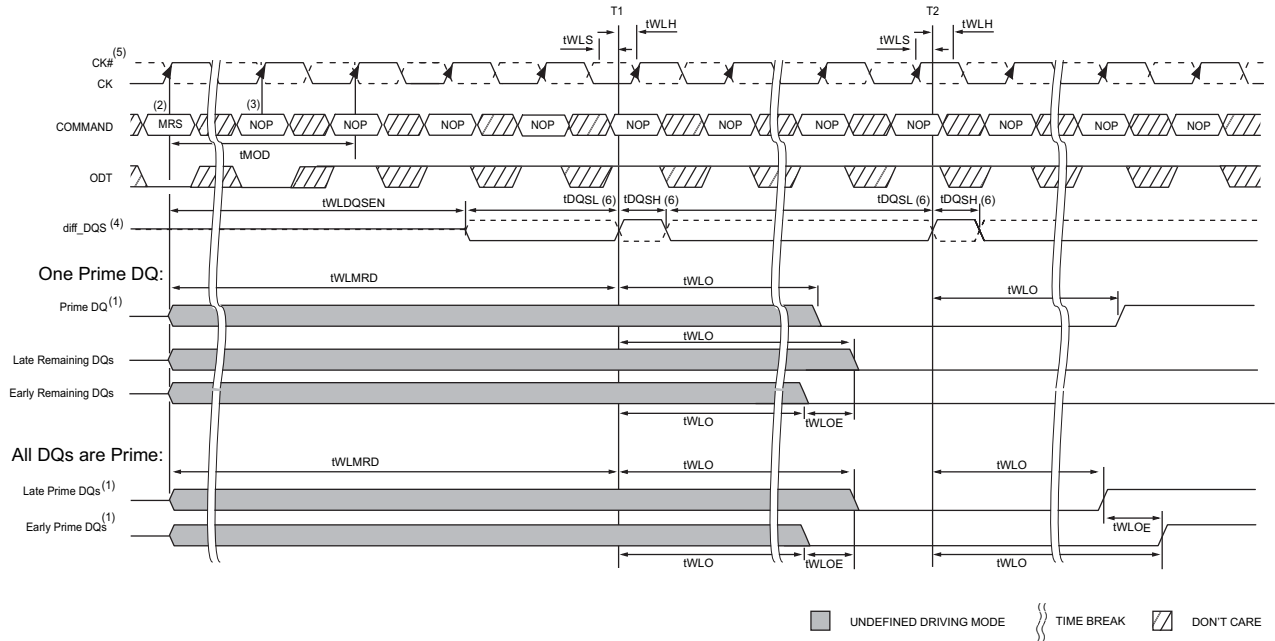 T1 T2
tWLH tWLH
tWLS tWLS
CK# (5)
CK
(2) (3)
COMMAND MRS NOP NOP NOP NOP NOP NOP NOP NOP NOP NOP NOP
tMOD
ODT
tWLDQSEN tDQSL (6) tDQSH (6) tDQSL (6) tDQSH (6)
diff_DQS (4)
One Prime DQ:
tWLMRD tWLO tWLO
Prime DQ (1)
tWLO
Late Remaining DQs
Early Remaining DQs
tWLO tWLOE
All DQs are Prime:
tWLMRD tWLO tWLO
Late Prime DQs (1)
Early Prime DQs (1)
tWLOE
tWLO tWLOE tWLO
UNDEFINED DRIVING MODE TIME BREAK DON'T CARE